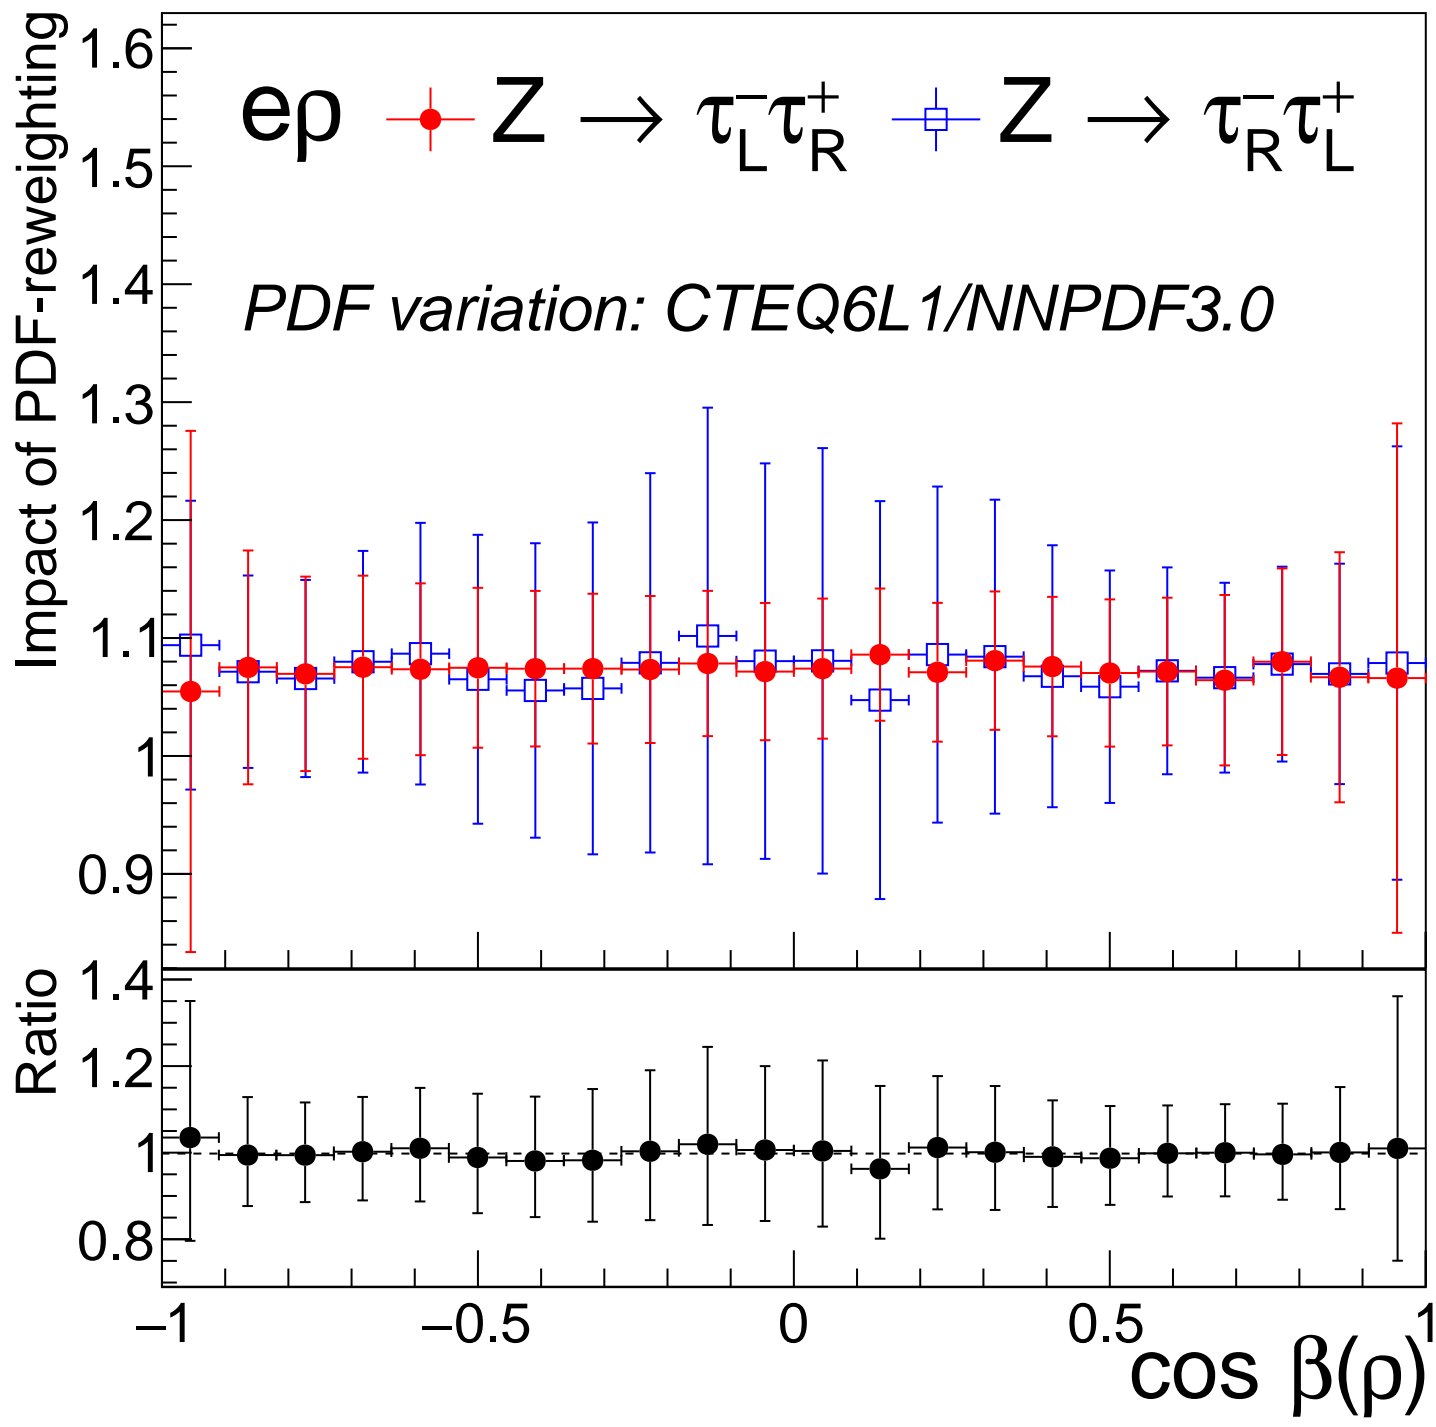 Impact of PDF-reweighting
1.6
1.5
1.4
1.3
1.2
1.1
1
0.9
eρ Z → τ⁻_L τ⁺_R Z → τ⁻_R τ⁺_L
PDF variation: CTEQ6L1/NNPDF3.0
Ratio
1.4
1.2
1
0.8
−1 −0.5 0 0.5 1
cos β(ρ)